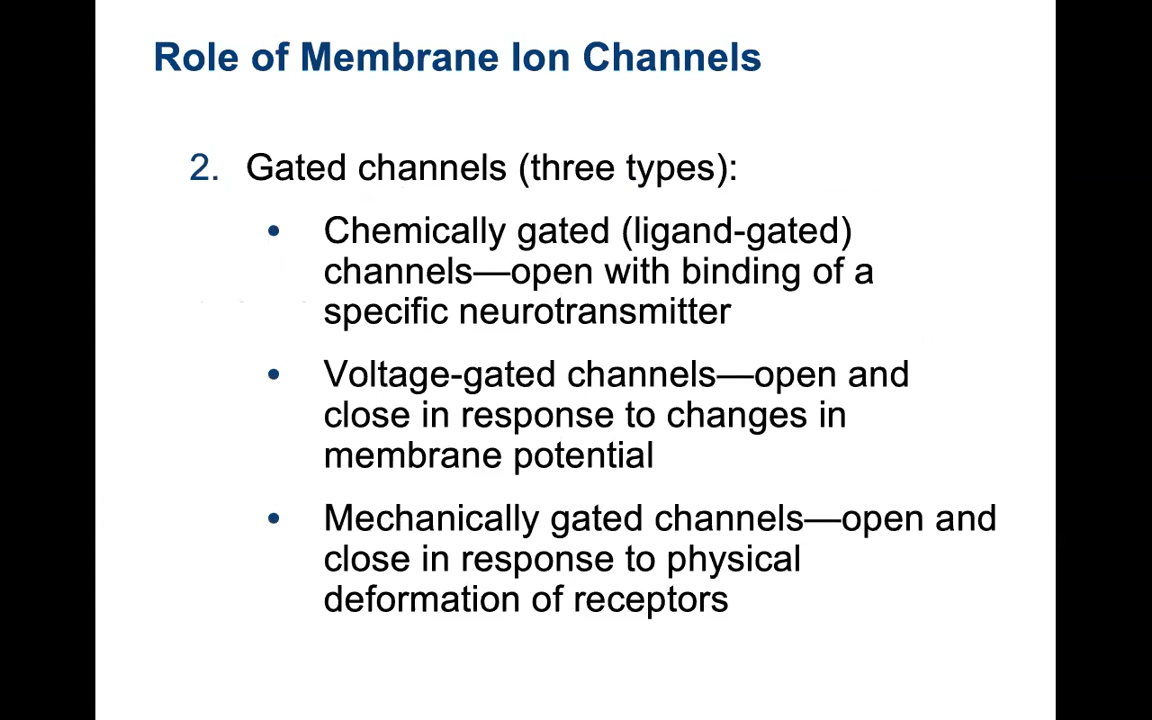 Role of Membrane Ion Channels
2. Gated channels (three types):
• Chemically gated (ligand-gated)
channels—open with binding of a
specific neurotransmitter
• Voltage-gated channels—open and
close in response to changes in
membrane potential
• Mechanically gated channels—open and
close in response to physical
deformation of receptors